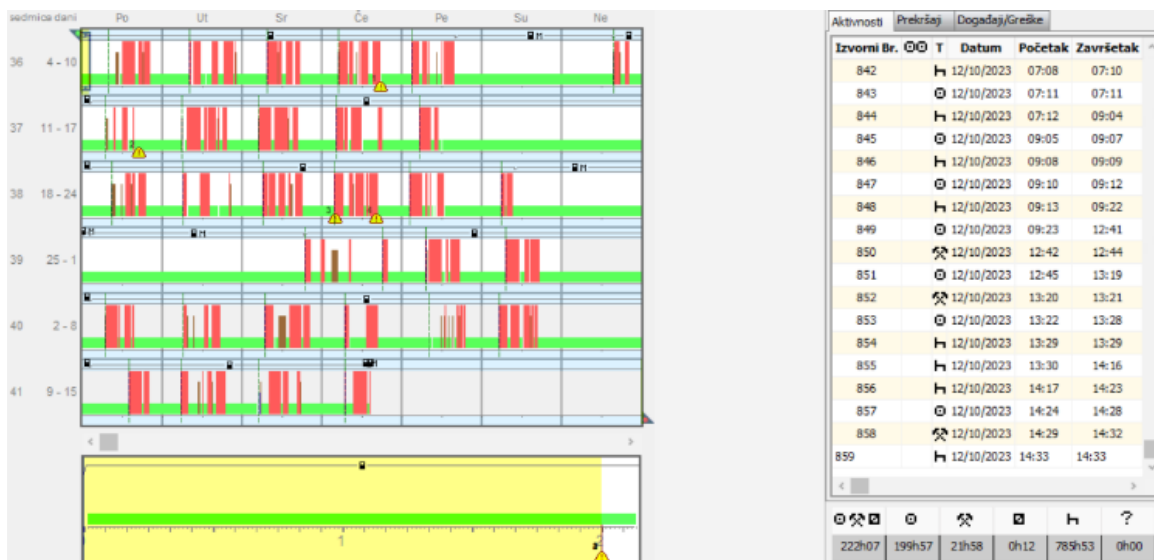 sedmica dani Po Ut Sr Če Pe Su Ne
36 4 - 10
M
37 11 - 17
2
38 18 - 24
M
3
39 25 - 1
M M
40 2 - 8
41 9 - 15
M
1
Aktivnosti Prekršaj Događaji/Greške
Izvorni Br. T Datum Početak Završetak
842 12/10/2023 07:08 07:10
843 12/10/2023 07:11 07:11
844 12/10/2023 07:12 09:04
845 12/10/2023 09:05 09:07
846 12/10/2023 09:08 09:09
847 12/10/2023 09:10 09:12
848 12/10/2023 09:13 09:22
849 12/10/2023 09:23 12:41
850 12/10/2023 12:42 12:44
851 12/10/2023 12:45 13:19
852 12/10/2023 13:20 13:21
853 12/10/2023 13:22 13:28
854 12/10/2023 13:29 13:29
855 12/10/2023 13:30 14:16
856 12/10/2023 14:17 14:23
857 12/10/2023 14:24 14:28
858 12/10/2023 14:29 14:32
859 12/10/2023 14:33 14:33
?
222h07 199h57 21h58 0h12 785h53 0h00